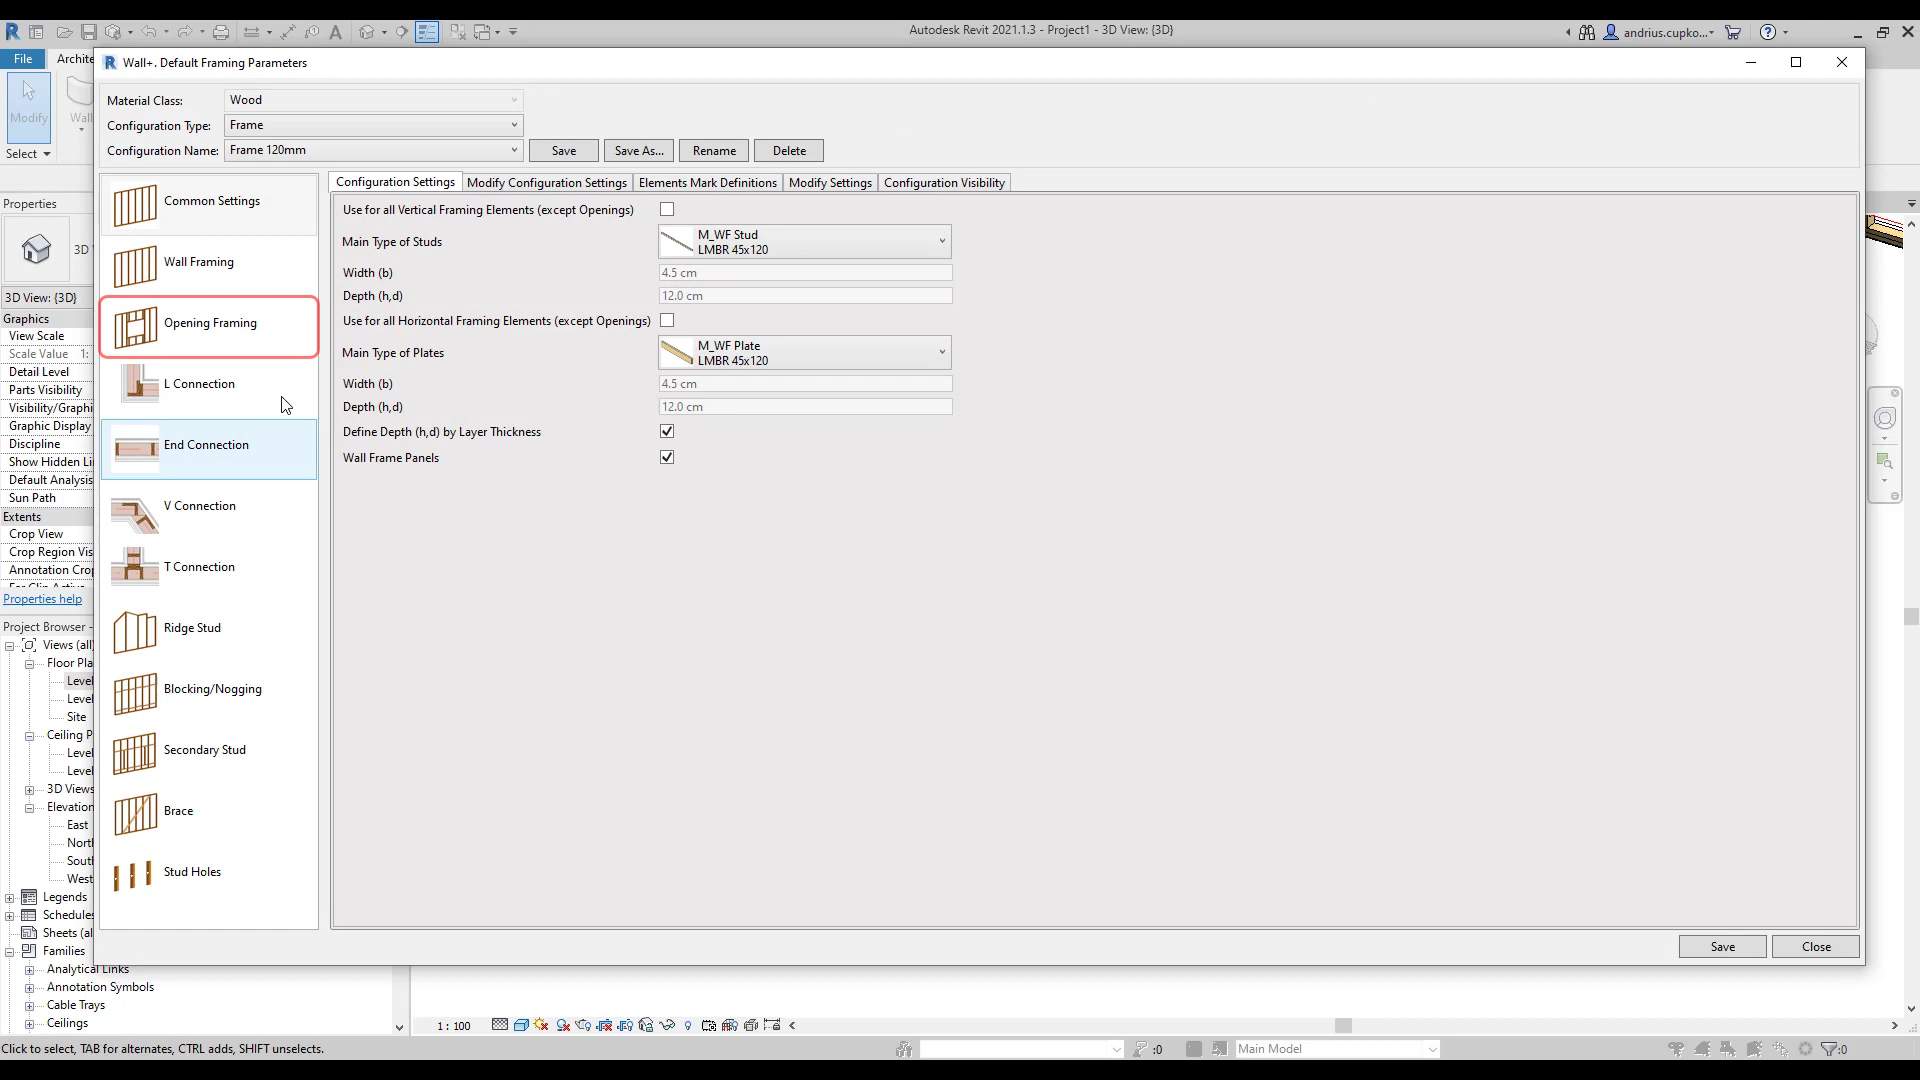 Autodesk Revit 2021.1.3 - Project1 - 3D View: {3D}
andrius.cupko...
File
Archite
Modify
Wall
Select
Wall+. Default Framing Parameters
Material Class:
Wood
Configuration Type:
Frame
Configuration Name:
Frame 120mm
Save
Save As...
Rename
Delete
Common Settings
Wall Framing
Opening Framing
L Connection
End Connection
V Connection
T Connection
Ridge Stud
Blocking/Nogging
Secondary Stud
Brace
Stud Holes
Configuration Settings
Modify Configuration Settings
Elements Mark Definitions
Modify Settings
Configuration Visibility
Use for all Vertical Framing Elements (except Openings)
Main Type of Studs
M_WF Stud
LMBR 45x120
Width (b)
4.5 cm
Depth (h,d)
12.0 cm
Use for all Horizontal Framing Elements (except Openings)
Main Type of Plates
M_WF Plate
LMBR 45x120
Width (b)
4.5 cm
Depth (h,d)
12.0 cm
Define Depth (h,d) by Layer Thickness
Wall Frame Panels
Save
Close
Properties
3D V
3D View: {3D}
Graphics
View Scale
Scale Value 1:
Detail Level
Parts Visibility
Visibility/Graphi
Graphic Display
Discipline
Show Hidden Li
Default Analysis
Sun Path
Extents
Crop View
Crop Region Vis
Annotation Crop
Properties help
Project Browser -
Views (all)
Floor Pla
Level
Level
Site
Ceiling P
Level
Level
3D Views
Elevation
East
North
South
West
Legends
Schedules
Sheets (al
Families
Analytical Links
Annotation Symbols
Cable Trays
Ceilings
1 : 100
Click to select, TAB for alternates, CTRL adds, SHIFT unselects.
:0
Main Model
:0